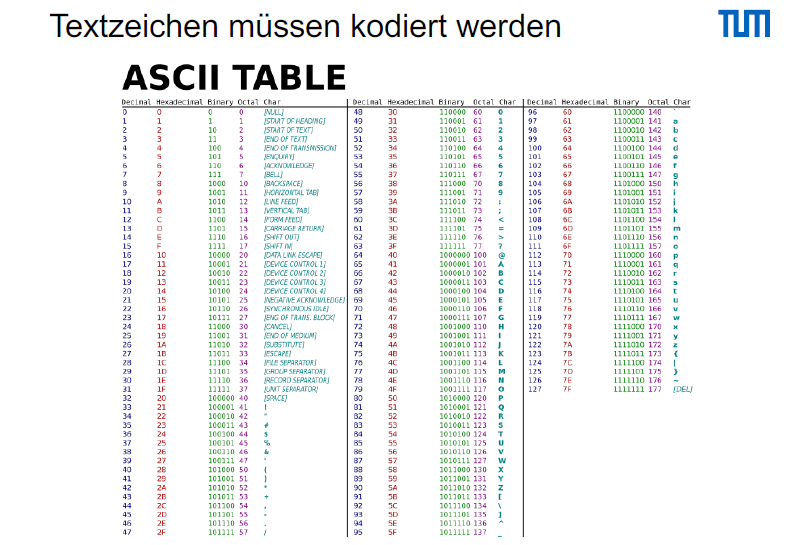 Textzeichen müssen kodiert werden
TUM
ASCII TABLE
Decimal Hexadecimal Binary Octal Char
0 0 0 0 [NULL]
1 1 1 1 [START OF HEADING]
2 2 10 2 [START OF TEXT]
3 3 11 3 [END OF TEXT]
4 4 100 4 [END OF TRANSMISSION]
5 5 101 5 [ENQUIRY]
6 6 110 6 [ACKNOWLEDGE]
7 7 111 7 [BELL]
8 8 1000 10 [BACKSPACE]
9 9 1001 11 [HORIZONTAL TAB]
10 A 1010 12 [LINE FEED]
11 B 1011 13 [VERTICAL TAB]
12 C 1100 14 [FORM FEED]
13 D 1101 15 [CARRIAGE RETURN]
14 E 1110 16 [SHIFT OUT]
15 F 1111 17 [SHIFT IN]
16 10 10000 20 [DATA LINK ESCAPE]
17 11 10001 21 [DEVICE CONTROL 1]
18 12 10010 22 [DEVICE CONTROL 2]
19 13 10011 23 [DEVICE CONTROL 3]
20 14 10100 24 [DEVICE CONTROL 4]
21 15 10101 25 [NEGATIVE ACKNOWLEDGE]
22 16 10110 26 [SYNCHRONOUS IDLE]
23 17 10111 27 [END OF TRANS. BLOCK]
24 18 11000 30 [CANCEL]
25 19 11001 31 [END OF MEDIUM]
26 1A 11010 32 [SUBSTITUTE]
27 1B 11011 33 [ESCAPE]
28 1C 11100 34 [FILE SEPARATOR]
29 1D 11101 35 [GROUP SEPARATOR]
30 1E 11110 36 [RECORD SEPARATOR]
31 1F 11111 37 [UNIT SEPARATOR]
32 20 100000 40 [SPACE]
33 21 100001 41 !
34 22 100010 42 "
35 23 100011 43 #
36 24 100100 44 $
37 25 100101 45 %
38 26 100110 46 &
39 27 100111 47 '
40 28 101000 50 (
41 29 101001 51 )
42 2A 101010 52 *
43 2B 101011 53 +
44 2C 101100 54 ,
45 2D 101101 55 -
46 2E 101110 56 .
47 2F 101111 57 /
Decimal Hexadecimal Binary Octal Char
48 30 110000 60 0
49 31 110001 61 1
50 32 110010 62 2
51 33 110011 63 3
52 34 110100 64 4
53 35 110101 65 5
54 36 110110 66 6
55 37 110111 67 7
56 38 111000 70 8
57 39 111001 71 9
58 3A 111010 72 :
59 3B 111011 73 ;
60 3C 111100 74 <
61 3D 111101 75 =
62 3E 111110 76 >
63 3F 111111 77 ?
64 40 1000000 100 @
65 41 1000001 101 A
66 42 1000010 102 B
67 43 1000011 103 C
68 44 1000100 104 D
69 45 1000101 105 E
70 46 1000110 106 F
71 47 1000111 107 G
72 48 1001000 110 H
73 49 1001001 111 I
74 4A 1001010 112 J
75 4B 1001011 113 K
76 4C 1001100 114 L
77 4D 1001101 115 M
78 4E 1001110 116 N
79 4F 1001111 117 O
80 50 1010000 120 P
81 51 1010001 121 Q
82 52 1010010 122 R
83 53 1010011 123 S
84 54 1010100 124 T
85 55 1010101 125 U
86 56 1010110 126 V
87 57 1010111 127 W
88 58 1011000 130 X
89 59 1011001 131 Y
90 5A 1011010 132 Z
91 5B 1011011 133 [
92 5C 1011100 134 \
93 5D 1011101 135 ]
94 5E 1011110 136 ^
95 5F 1011111 137 _
Decimal Hexadecimal Binary Octal Char
96 60 1100000 140 `
97 61 1100001 141 a
98 62 1100010 142 b
99 63 1100011 143 c
100 64 1100100 144 d
101 65 1100101 145 e
102 66 1100110 146 f
103 67 1100111 147 g
104 68 1101000 150 h
105 69 1101001 151 i
106 6A 1101010 152 j
107 6B 1101011 153 k
108 6C 1101100 154 l
109 6D 1101101 155 m
110 6E 1101110 156 n
111 6F 1101111 157 o
112 70 1110000 160 p
113 71 1110001 161 q
114 72 1110010 162 r
115 73 1110011 163 s
116 74 1110100 164 t
117 75 1110101 165 u
118 76 1110110 166 v
119 77 1110111 167 w
120 78 1111000 170 x
121 79 1111001 171 y
122 7A 1111010 172 z
123 7B 1111011 173 {
124 7C 1111100 174 |
125 7D 1111101 175 }
126 7E 1111110 176 ~
127 7F 1111111 177 [DEL]